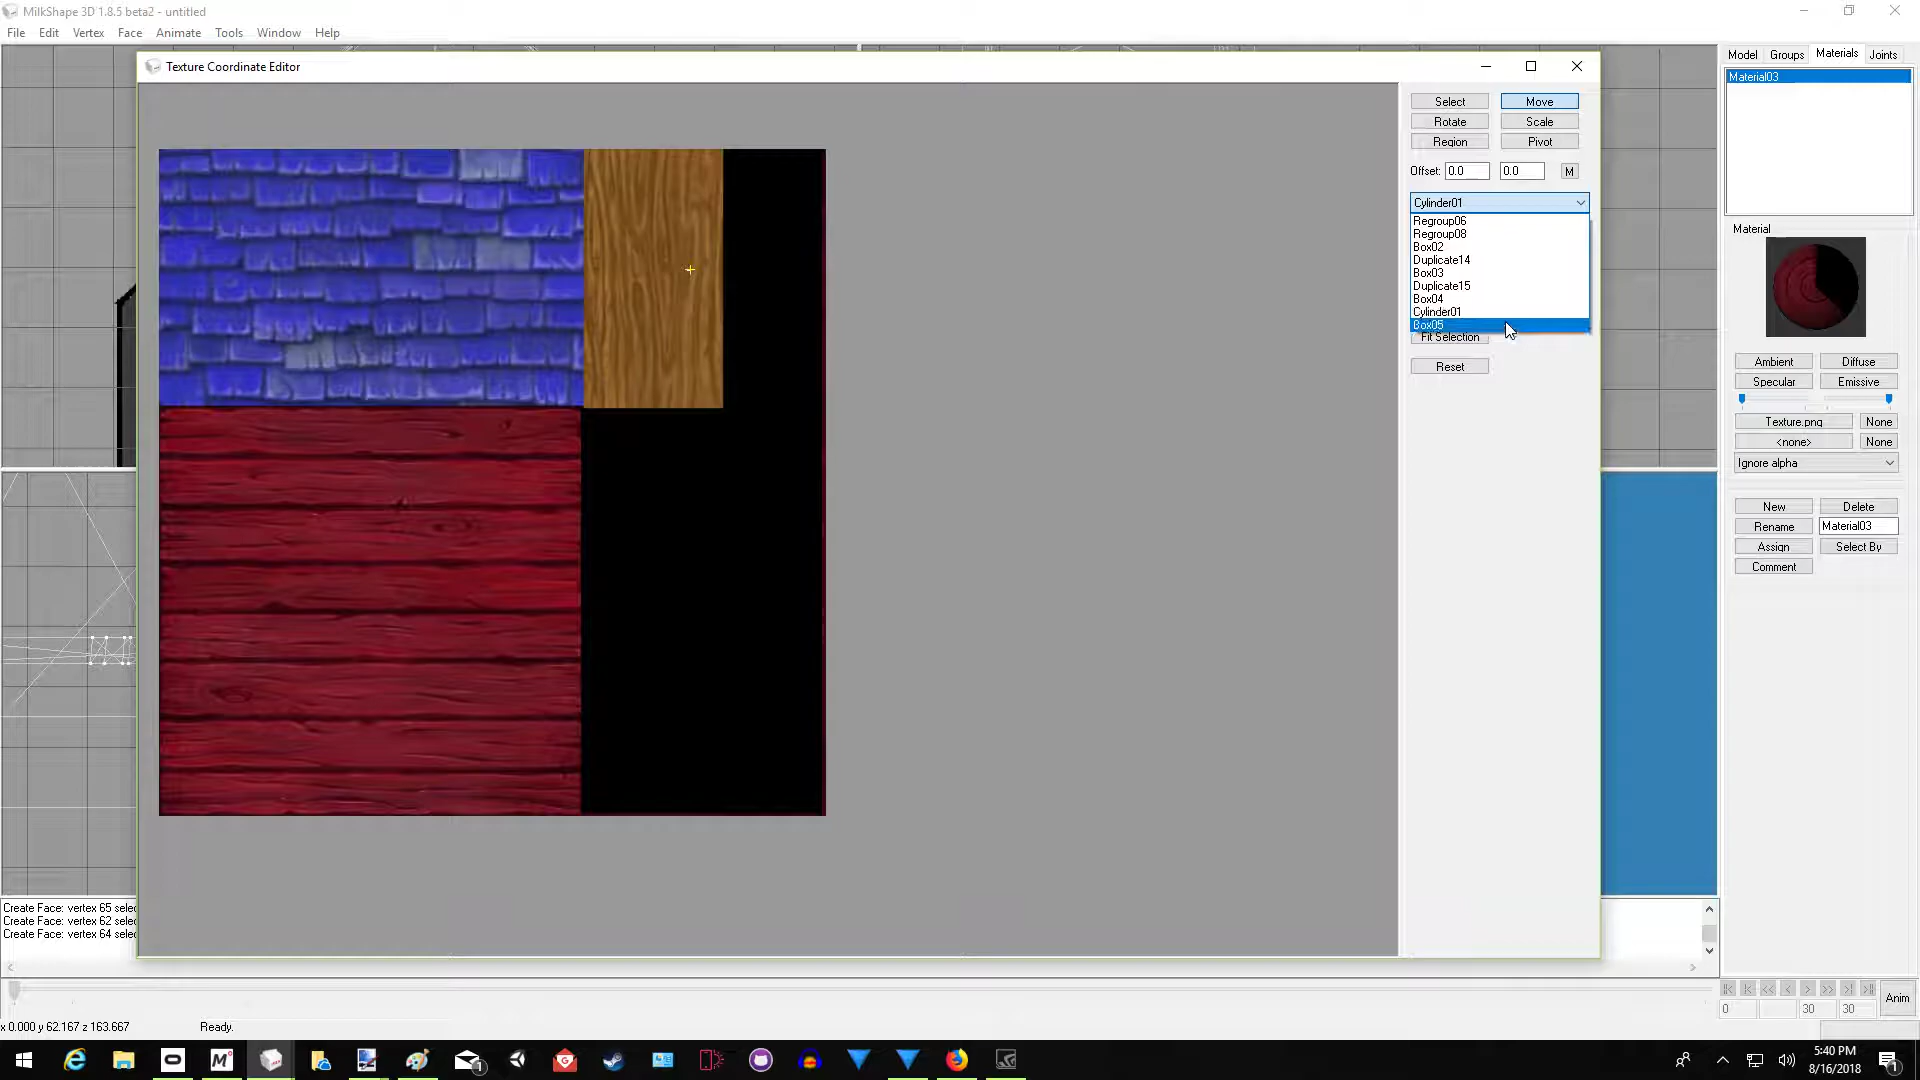 MilkShape 3D 1.8.5 beta2 - untitled
File Edit Vertex Face Animate Tools Window Help
Texture Coordinate Editor
Select Move
Rotate Scale
Region Pivot
Offset: 0.0 0.0 M
Cylinder01
Regroup06
Regroup08
Box02
Duplicate14
Box03
Duplicate15
Box04
Cylinder01
Box05
Fit Selection
Reset
Model Groups Materials Joints
Material03
Material
Ambient Diffuse
Specular Emissive
Texture.png None
<none> None
Ignore alpha
New Delete
Rename Material03
Assign Select By
Comment
Create Face: vertex 65 selec
Create Face: vertex 62 selec
Create Face: vertex 64 selec
0 30 30 Anim
x 0.000 y 62.167 z 163.667 Ready.
5:40 PM
8/16/2018